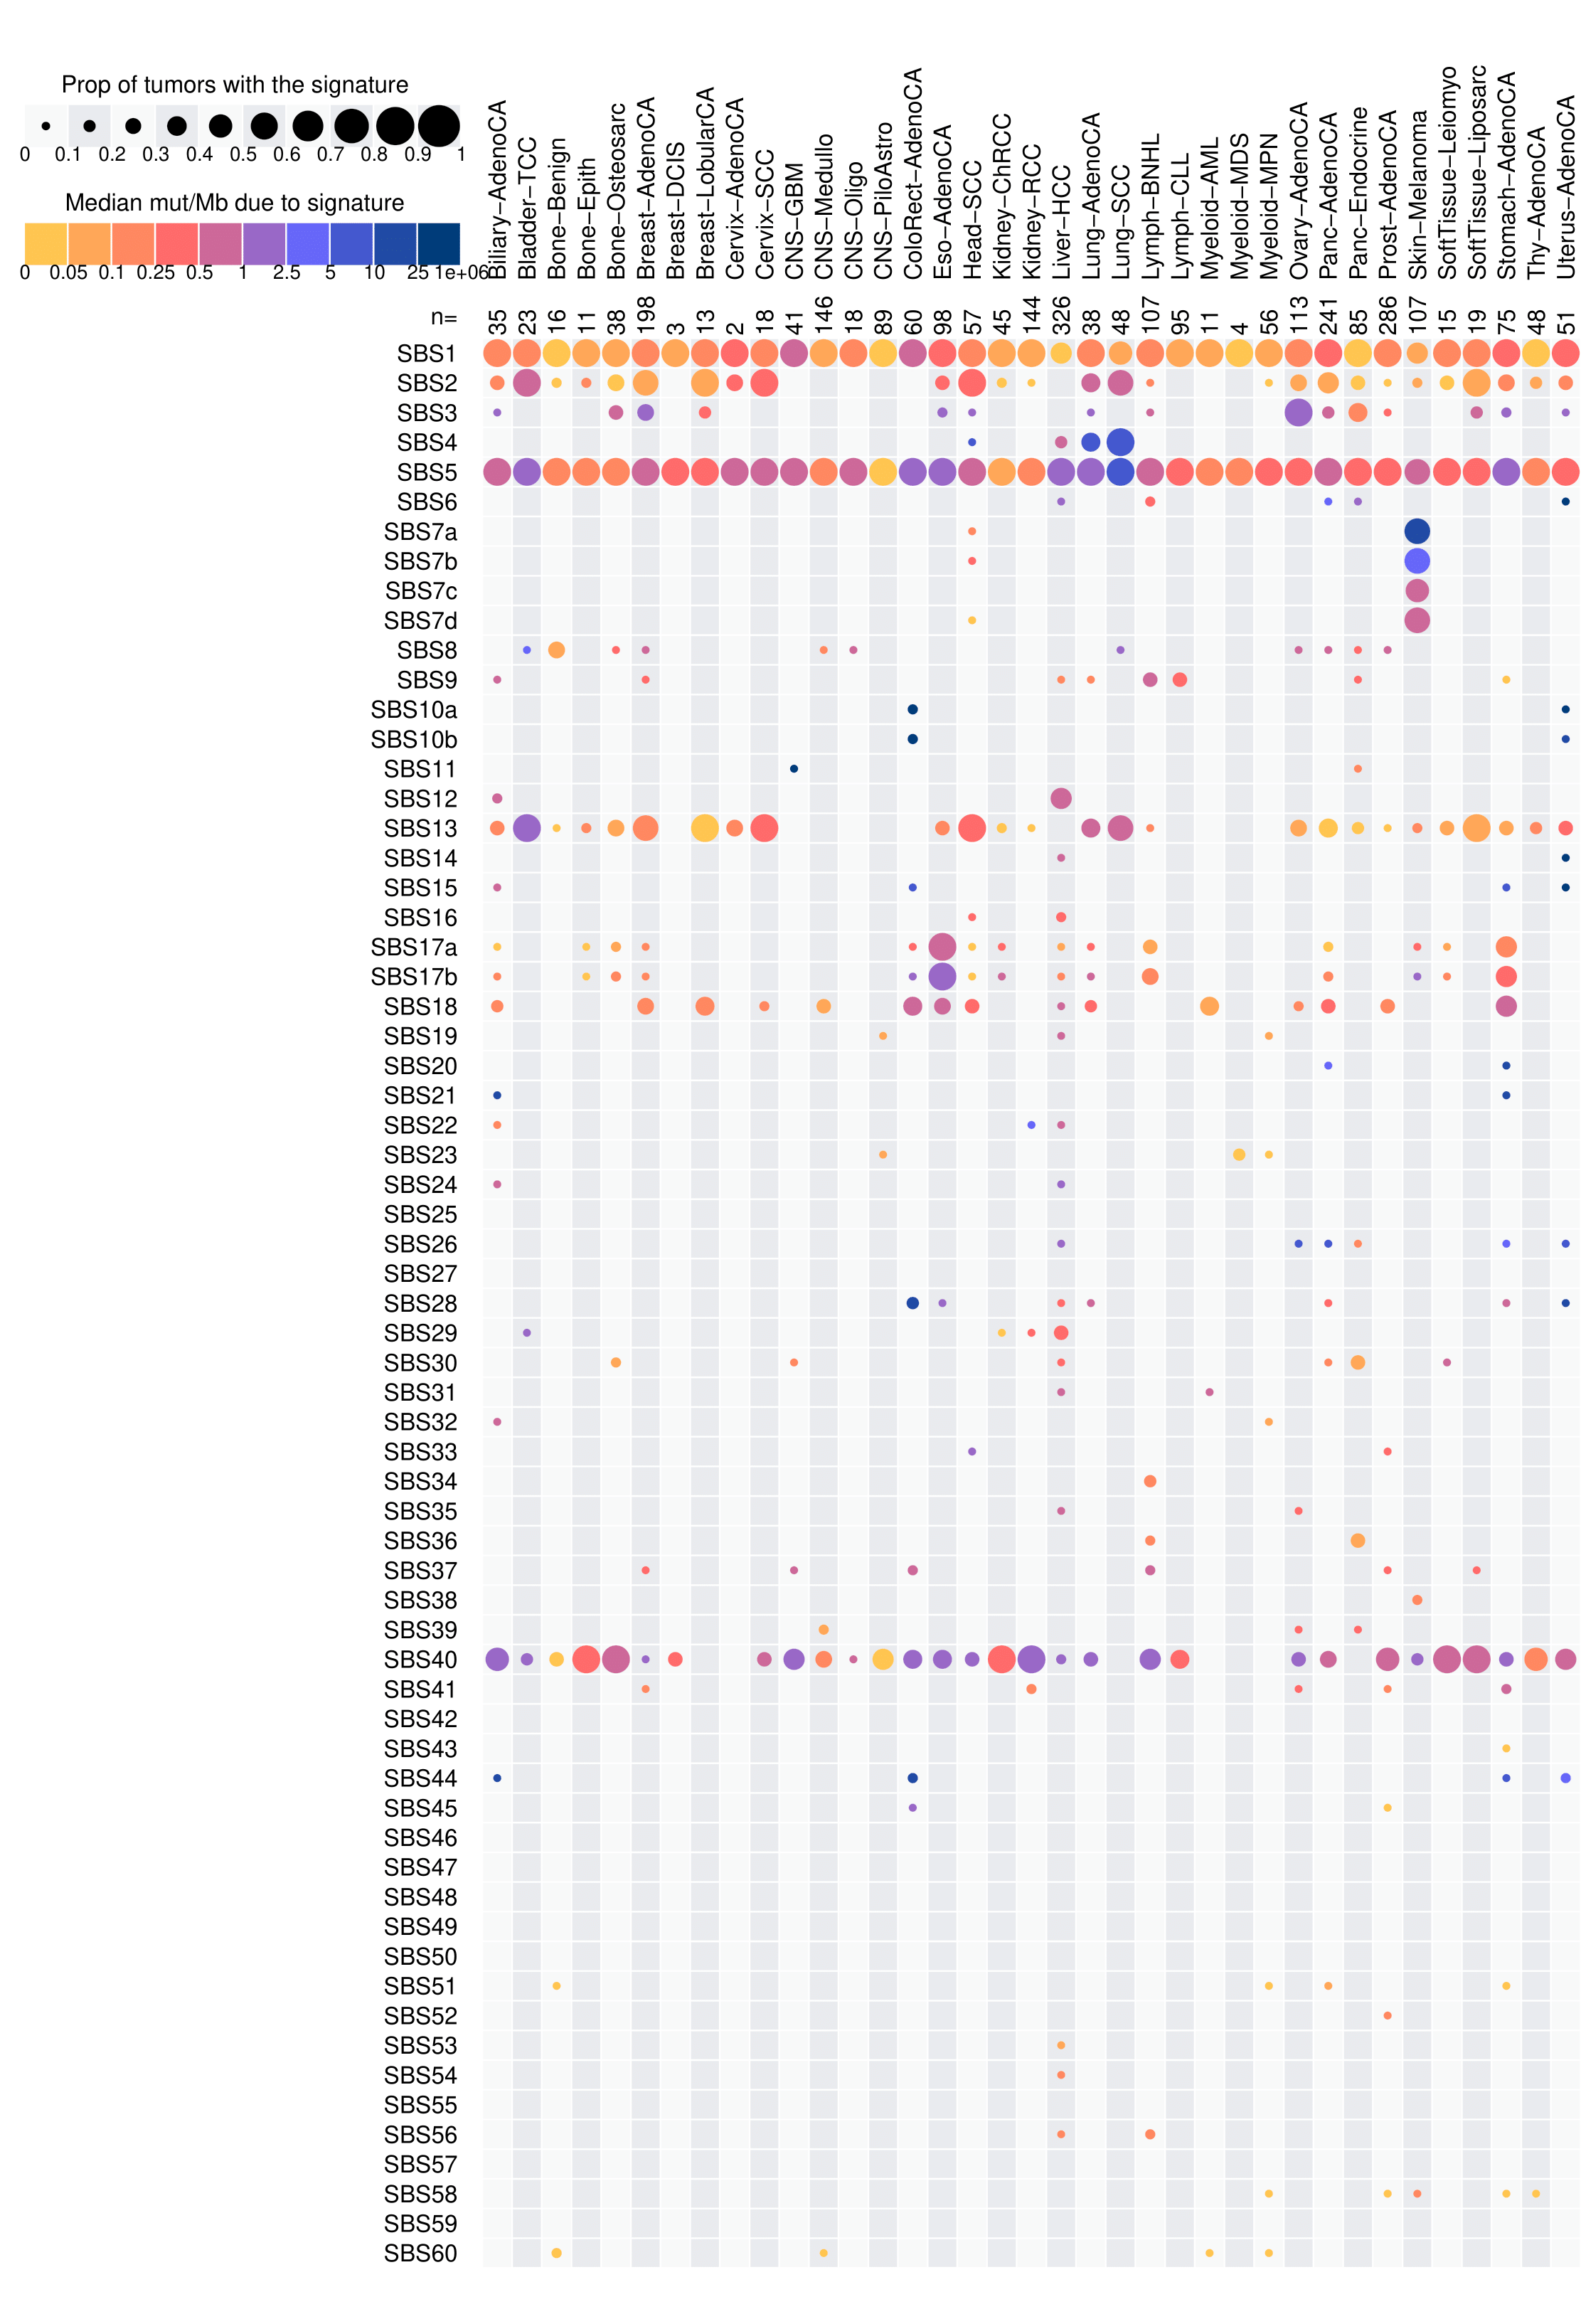 Prop of tumors with the signature
0 0.1 0.2 0.3 0.4 0.5 0.6 0.7 0.8 0.9 1
Median mut/Mb due to signature
0 0.05 0.1 0.25 0.5 1 2.5 5 10 25 1e+06
Biliary−AdenoCA
Bladder−TCC
Bone−Benign
Bone−Epith
Bone−Osteosarc
Breast−AdenoCA
Breast−DCIS
Breast−LobularCA
Cervix−AdenoCA
Cervix−SCC
CNS−GBM
CNS−Medullo
CNS−Oligo
CNS−PiloAstro
ColoRect−AdenoCA
Eso−AdenoCA
Head−SCC
Kidney−ChRCC
Kidney−RCC
Liver−HCC
Lung−AdenoCA
Lung−SCC
Lymph−BNHL
Lymph−CLL
Myeloid−AML
Myeloid−MDS
Myeloid−MPN
Ovary−AdenoCA
Panc−AdenoCA
Panc−Endocrine
Prost−AdenoCA
Skin−Melanoma
SoftTissue−Leiomyo
SoftTissue−Liposarc
Stomach−AdenoCA
Thy−AdenoCA
Uterus−AdenoCA
n= 35 23 16 11 38 198 3 13 2 18 41 146 18 89 60 98 57 45 144 326 38 48 107 95 11 4 56 113 241 85 286 107 15 19 75 48 51
SBS1
SBS2
SBS3
SBS4
SBS5
SBS6
SBS7a
SBS7b
SBS7c
SBS7d
SBS8
SBS9
SBS10a
SBS10b
SBS11
SBS12
SBS13
SBS14
SBS15
SBS16
SBS17a
SBS17b
SBS18
SBS19
SBS20
SBS21
SBS22
SBS23
SBS24
SBS25
SBS26
SBS27
SBS28
SBS29
SBS30
SBS31
SBS32
SBS33
SBS34
SBS35
SBS36
SBS37
SBS38
SBS39
SBS40
SBS41
SBS42
SBS43
SBS44
SBS45
SBS46
SBS47
SBS48
SBS49
SBS50
SBS51
SBS52
SBS53
SBS54
SBS55
SBS56
SBS57
SBS58
SBS59
SBS60